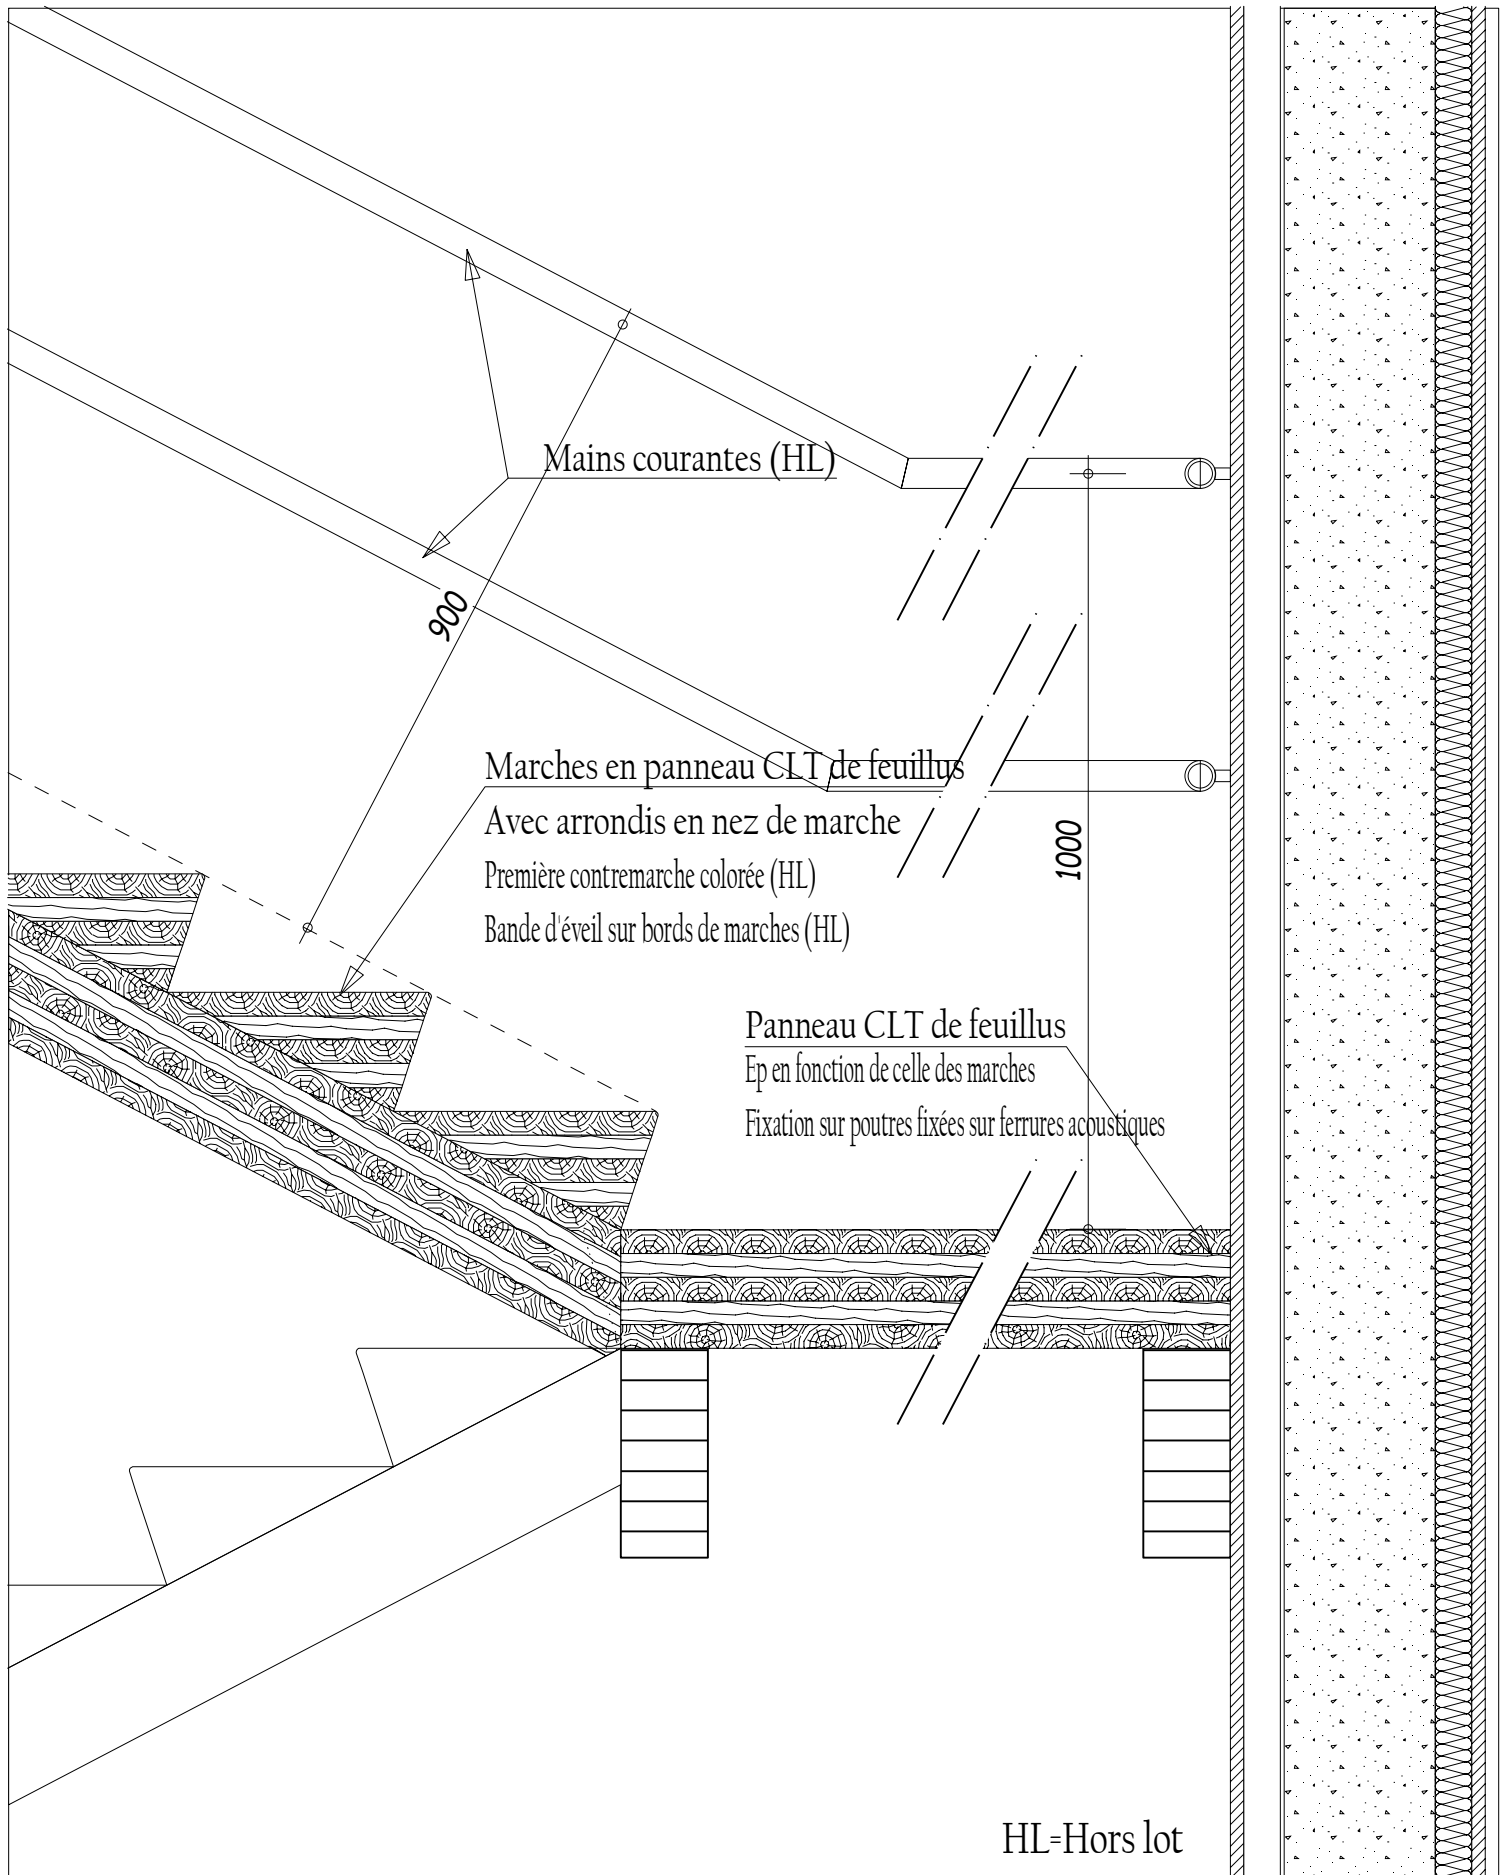 Mains courantes (HL)
900
Marches en panneau CLT de feuillus
Avec arrondis en nez de marche
Première contremarche colorée (HL)
Bande d'éveil sur bords de marches (HL)
1000
Panneau CLT de feuillus
Ep en fonction de celle des marches
Fixation sur poutres fixées sur ferrures acoustiques
HL=Hors lot